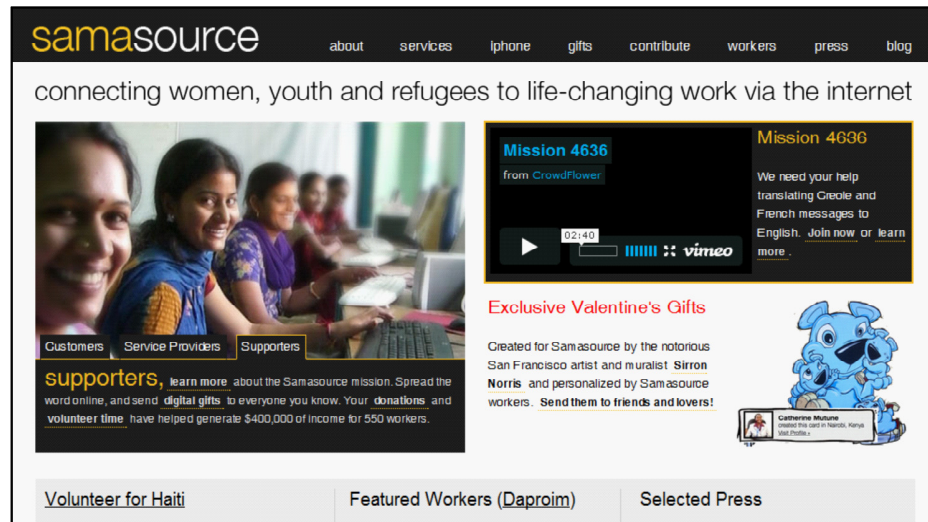 samasource
about services iphone gifts contribute workers press blog
connecting women, youth and refugees to life-changing work via the internet
Customers Service Providers Supporters
supporters, learn more about the Samasource mission. Spread the
word online, and send digital gifts to everyone you know. Your donations and
volunteer time have helped generate $400,000 of income for 550 workers.
Mission 4636
from CrowdFlower
02:40
vimeo
Mission 4636
We need your help
translating Creole and
French messages to
English. Join now or learn
more .
Exclusive Valentine's Gifts
Created for Samasource by the notorious
San Francisco artist and muralist Sirron
Norris and personalized by Samasource
workers. Send them to friends and lovers!
Catherine Mutune
created this card in Nairobi, Kenya
Visit Profile »
Volunteer for Haiti
Featured Workers (Daproim)
Selected Press